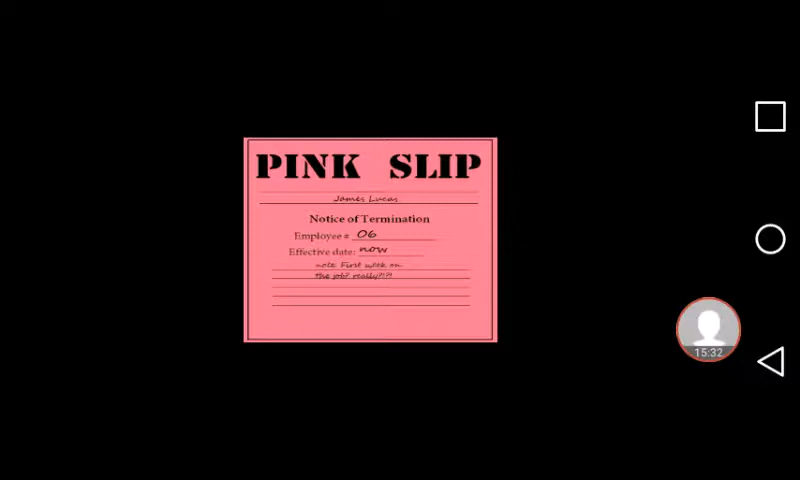 PINK SLIP
James Lucas
Notice of Termination
Employee # 06
Effective date: now
note: First week on
the job? really?!?!
15:32